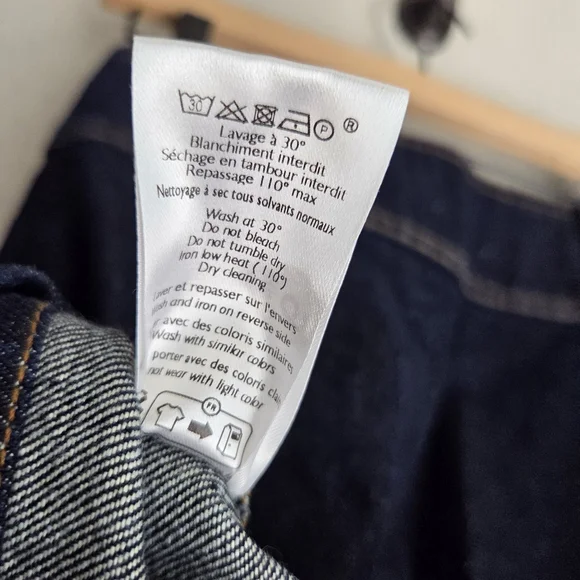 30 P ®
Lavage à 30°
Blanchiment interdit
Séchage en tambour interdit
Repassage 110° max
Nettoyage à sec tous solvants normaux
Wash at 30°
Do not bleach
Do not tumble dry
Iron low heat (110°)
Dry cleaning
et repasser sur l'envers
and iron on reverse side
avec des coloris similaires
Wash with similar colors
porter avec des coloris
not wear with light color
FR